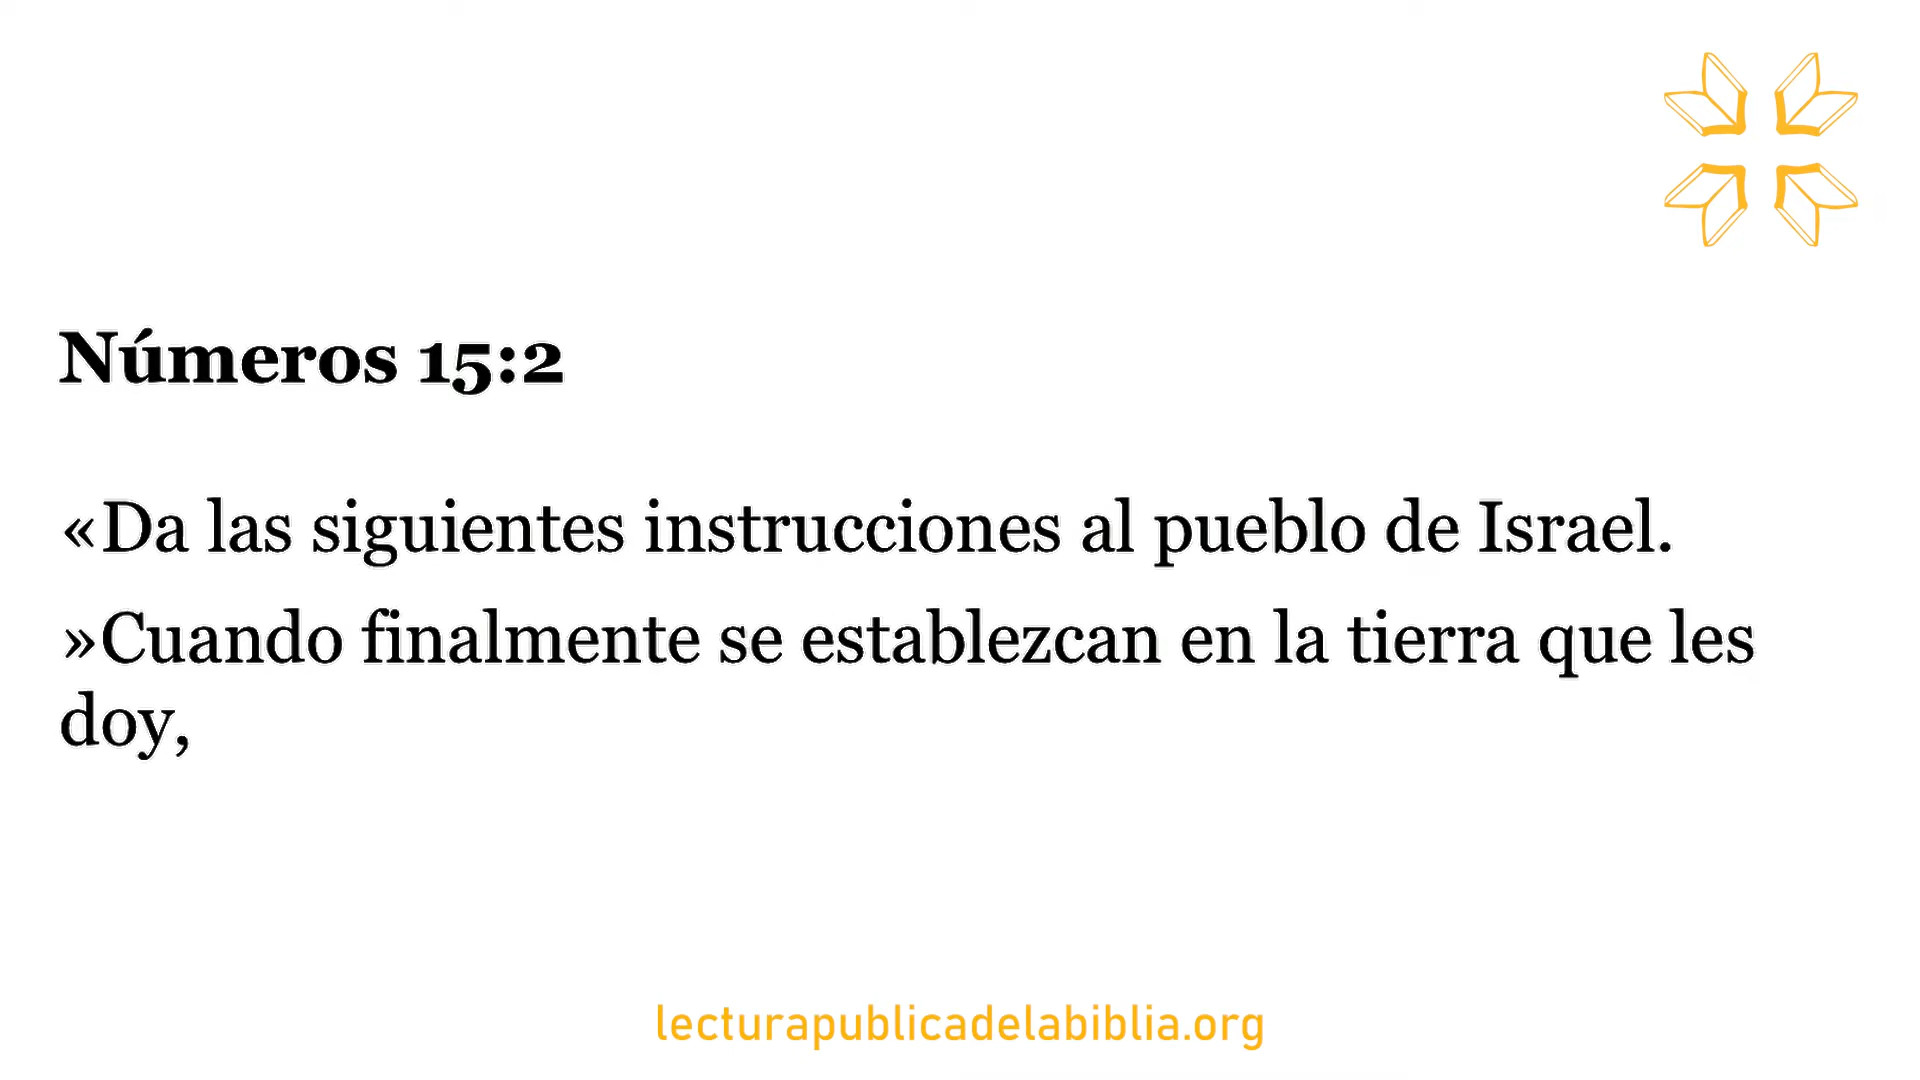 Números 15:2
«Da las siguientes instrucciones al pueblo de Israel.
»Cuando finalmente se establezcan en la tierra que les
doy,
lecturapublicadelabiblia.org